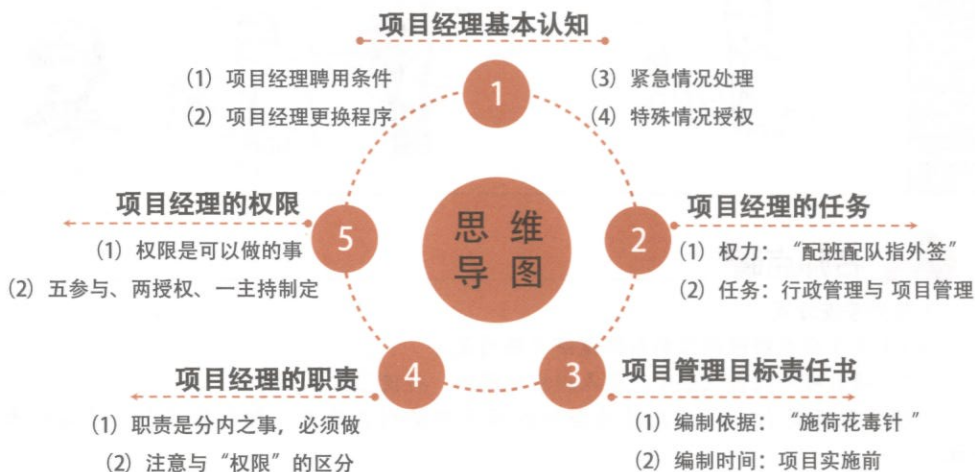 项目经理基本认知
(1) 项目经理聘用条件
(2) 项目经理更换程序
(3) 紧急情况处理
(4) 特殊情况授权
1
思 维
导 图
项目经理的任务
2
(1) 权力：“配班配队指外签”
(2) 任务：行政管理与 项目管理
项目管理目标责任书
3
(1) 编制依据：“施荷花毒针 ”
(2) 编制时间：项目实施前
项目经理的职责
4
(1) 职责是分内之事，必须做
(2) 注意与“权限”的区分
项目经理的权限
5
(1) 权限是可以做的事
(2) 五参与、两授权、一主持制定